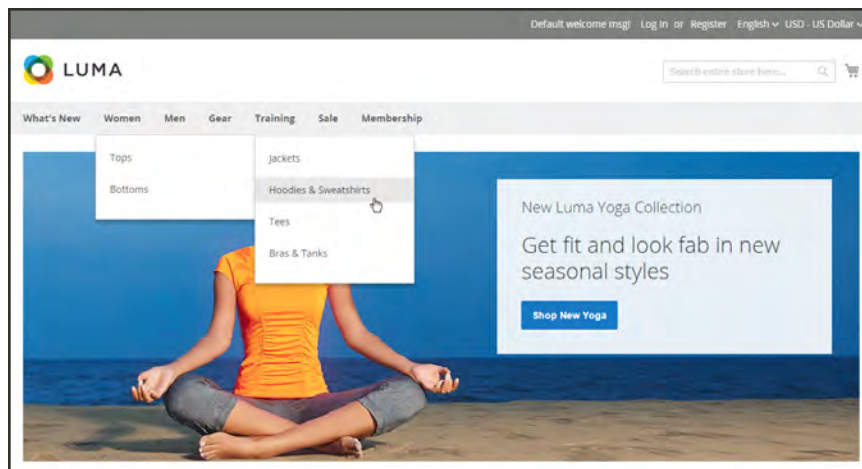 Default welcome msg! Log In or Register English USD - US Dollar
LUMA
Search entire store here...
What's New Women Men Gear Training Sale Membership
Tops
Bottoms
Jackets
Hoodies & Sweatshirts
Tees
Bras & Tanks
New Luma Yoga Collection
Get fit and look fab in new
seasonal styles
Shop New Yoga